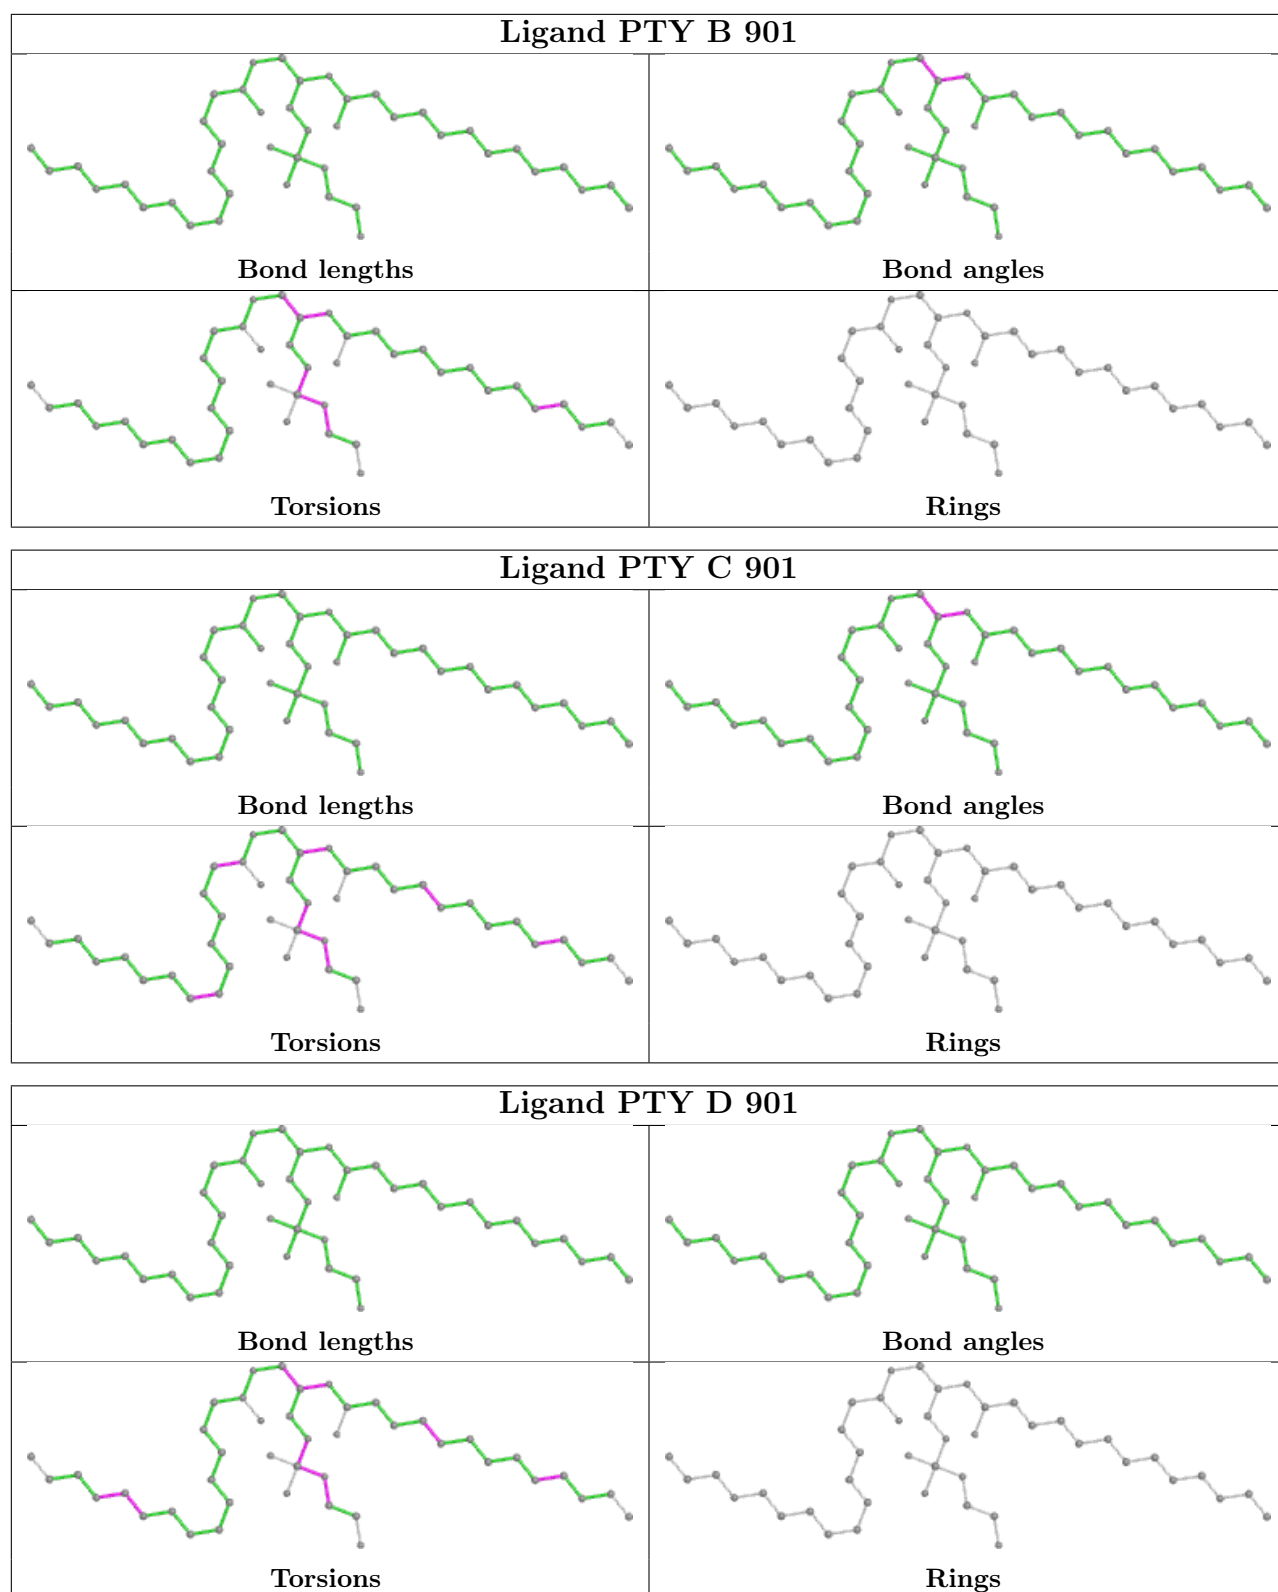 Ligand PTY B 901
Bond lengths
Bond angles
Torsions
Rings
Ligand PTY C 901
Bond lengths
Bond angles
Torsions
Rings
Ligand PTY D 901
Bond lengths
Bond angles
Torsions
Rings